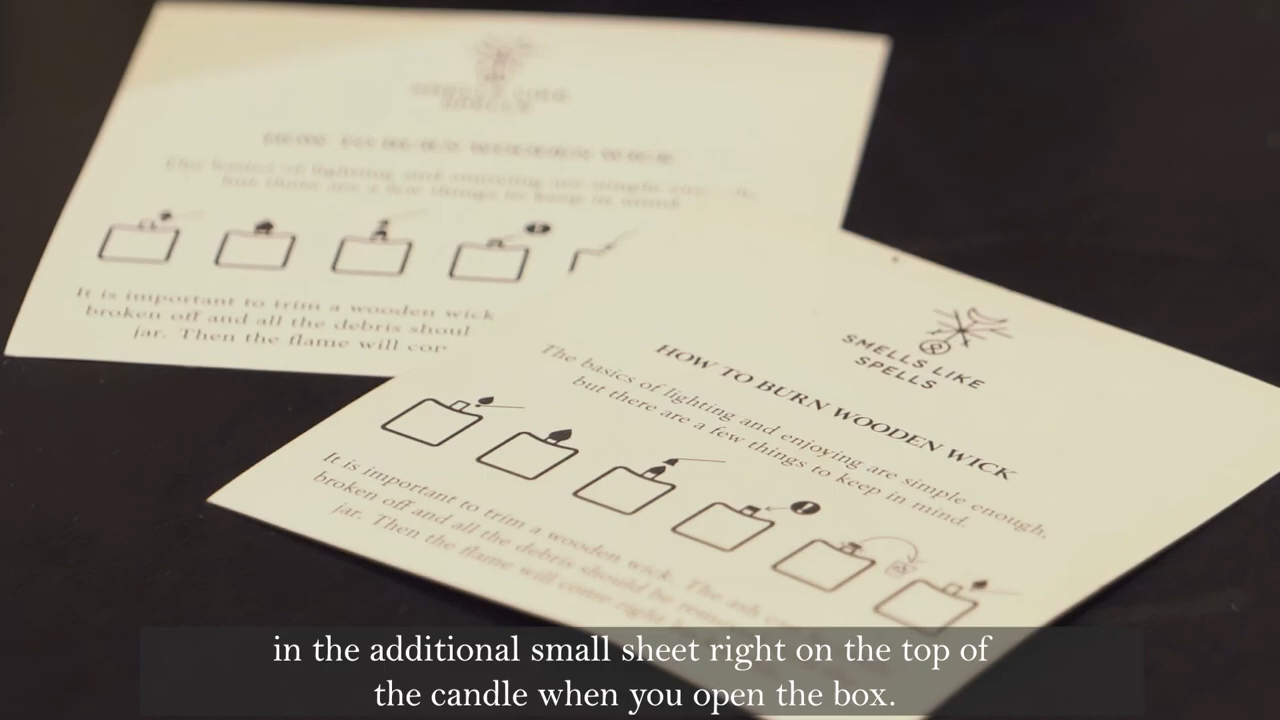 It is important to trim a wooden wick
broken off and all the debris shoul
jar. Then the flame will cor
SMELLS LIKE
SPELLS
HOW TO BURN WOODEN WICK
The basics of lighting and enjoying are simple enough,
but there are a few things to keep in mind.
It is important to trim a wooden wick. The ash
broken off and all the debris should be
jar. Then the flame will come right
in the additional small sheet right on the top of
the candle when you open the box.